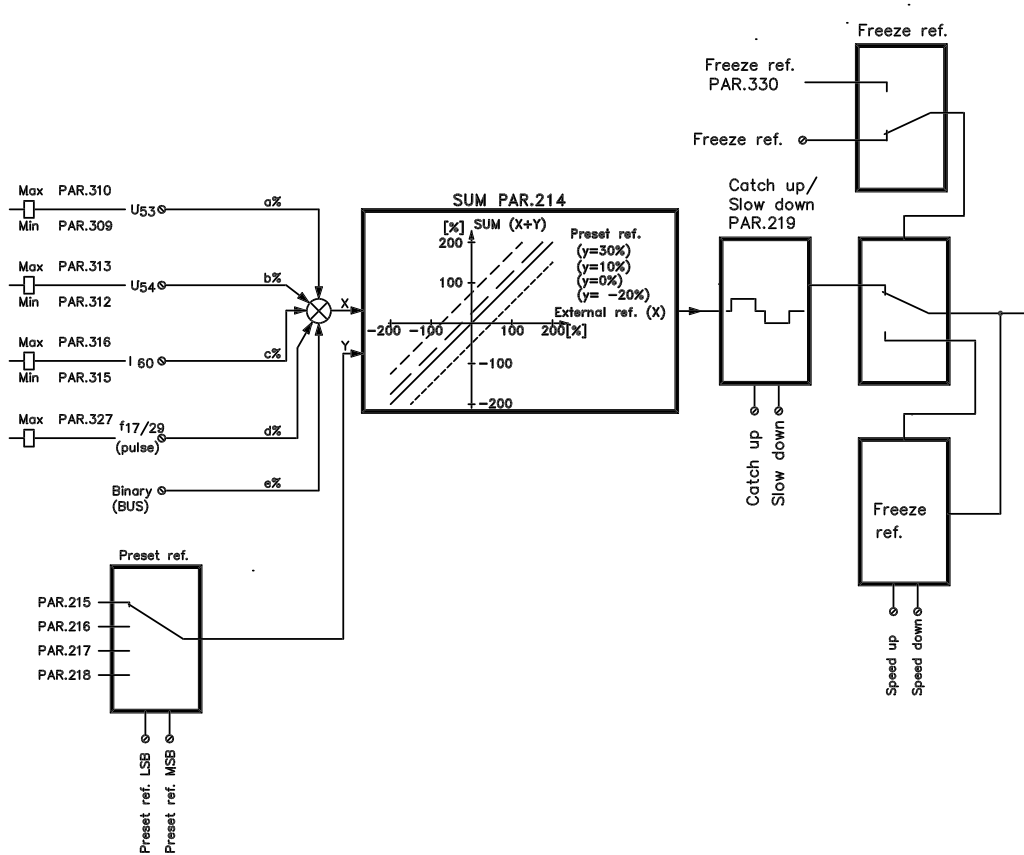 Freeze ref.
Freeze ref.
PAR.330
Freeze ref.
Max PAR.310
U53
Min PAR.309
a%
Max PAR.313
U54
Min PAR.312
b%
Max PAR.316
I 60
Min PAR.315
c%
Max PAR.327
f17/29
(pulse)
d%
Binary
(BUS)
e%
X
Y
SUM PAR.214
[%] SUM (X+Y)
200
100
-200 -100
100 200[%]
-100
-200
Preset ref.
(y=30%)
(y=10%)
(y=0%)
(y= -20%)
External ref. (X)
Catch up/
Slow down
PAR.219
Catch up
Slow down
Freeze
ref.
Speed up
Speed down
Preset ref.
PAR.215
PAR.216
PAR.217
PAR.218
Preset ref. LSB
Preset ref. MSB